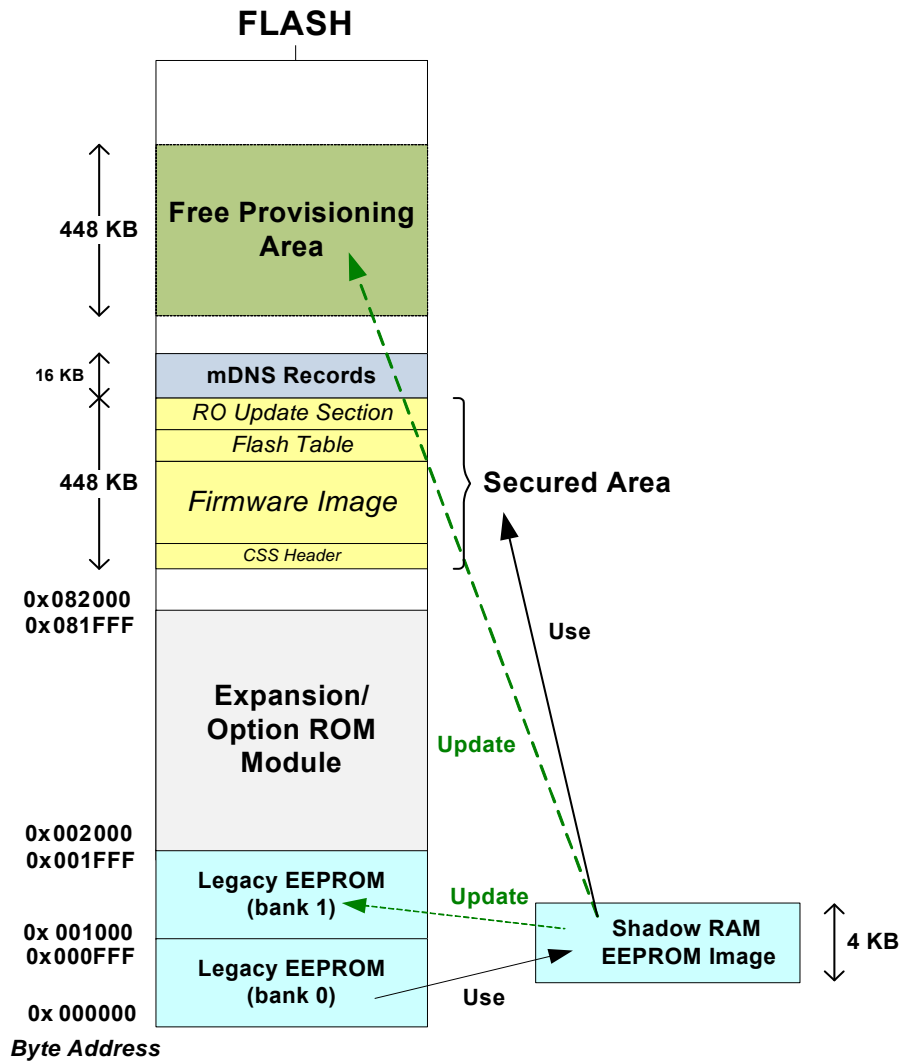 FLASH
Free Provisioning
Area
448 KB
16 KB
mDNS Records
RO Update Section
Flash Table
448 KB
Firmware Image
Secured Area
CSS Header
0x082000
0x081FFF
Use
Expansion/
Option ROM
Module
Update
0x002000
0x001FFF
Legacy EEPROM
(bank 1)
Update
0x 001000
0x000FFF
Shadow RAM
EEPROM Image
4 KB
Legacy EEPROM
(bank 0)
Use
0x 000000
Byte Address